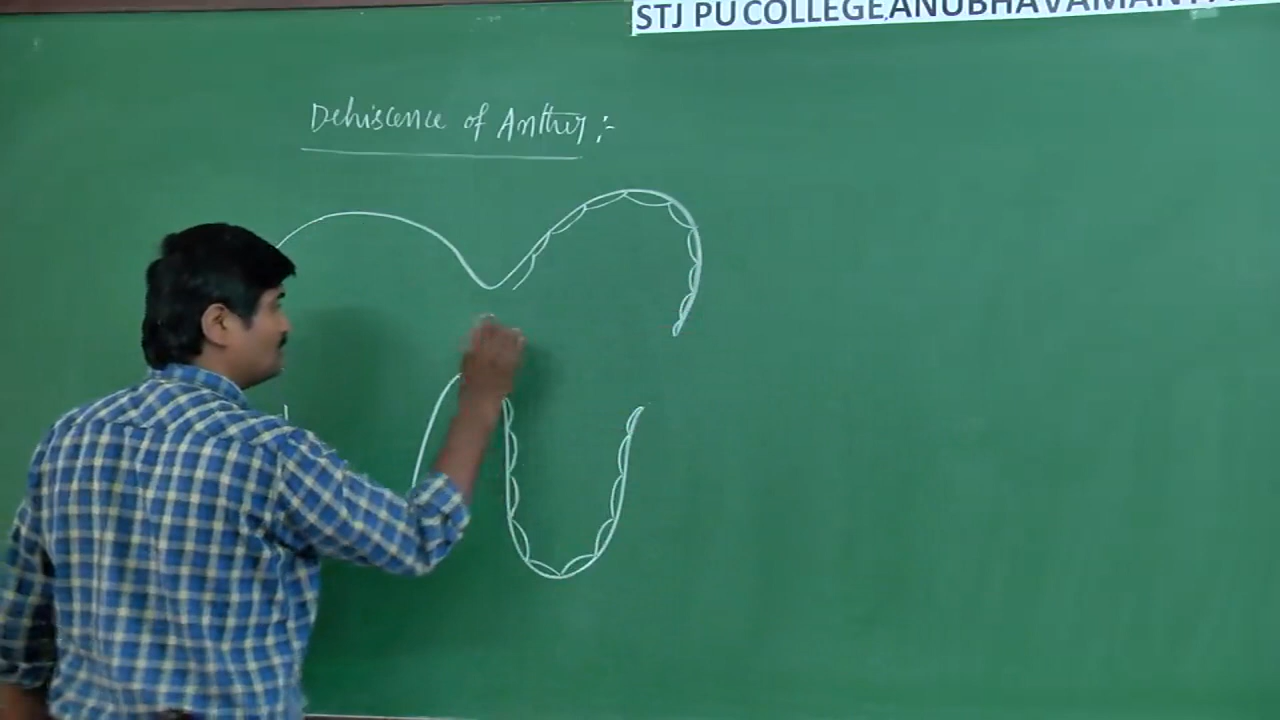 STJ PU COLLEGE,ANUBHAVAMANT
Dehiscence of Anther :-